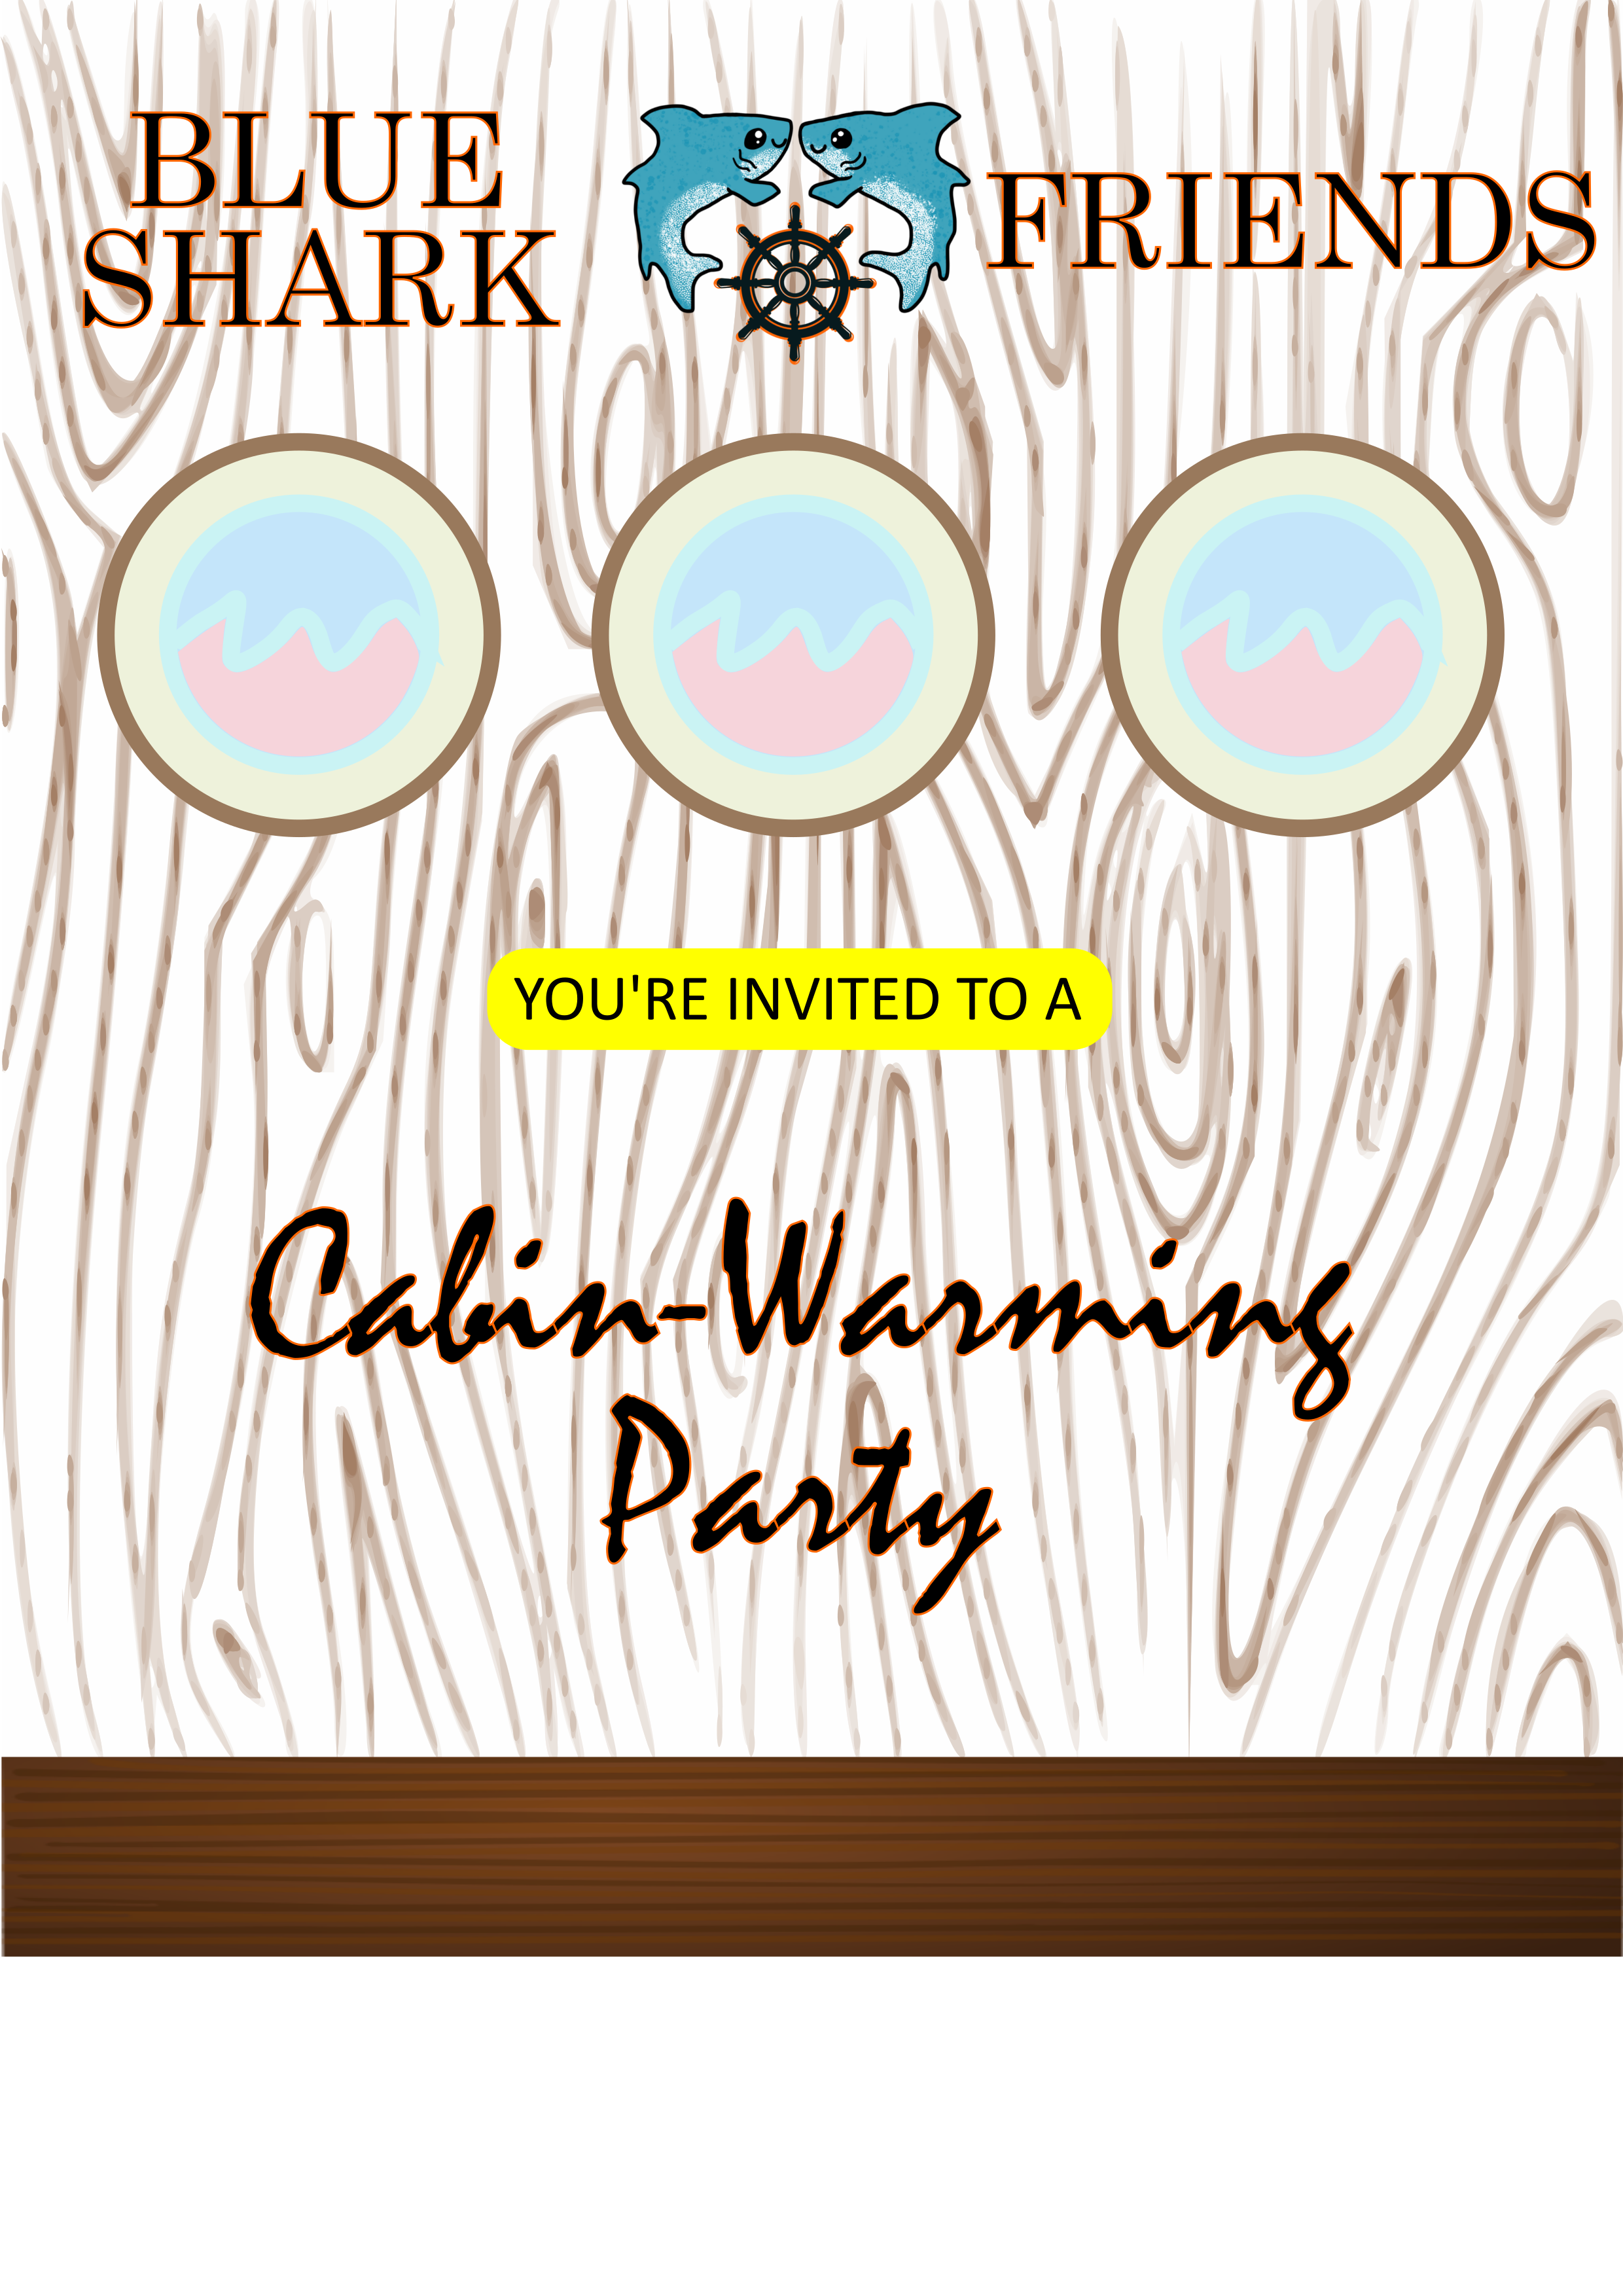 BLUE
SHARK
FRIENDS
YOU'RE INVITED TO A
Cabin-Warming
Party